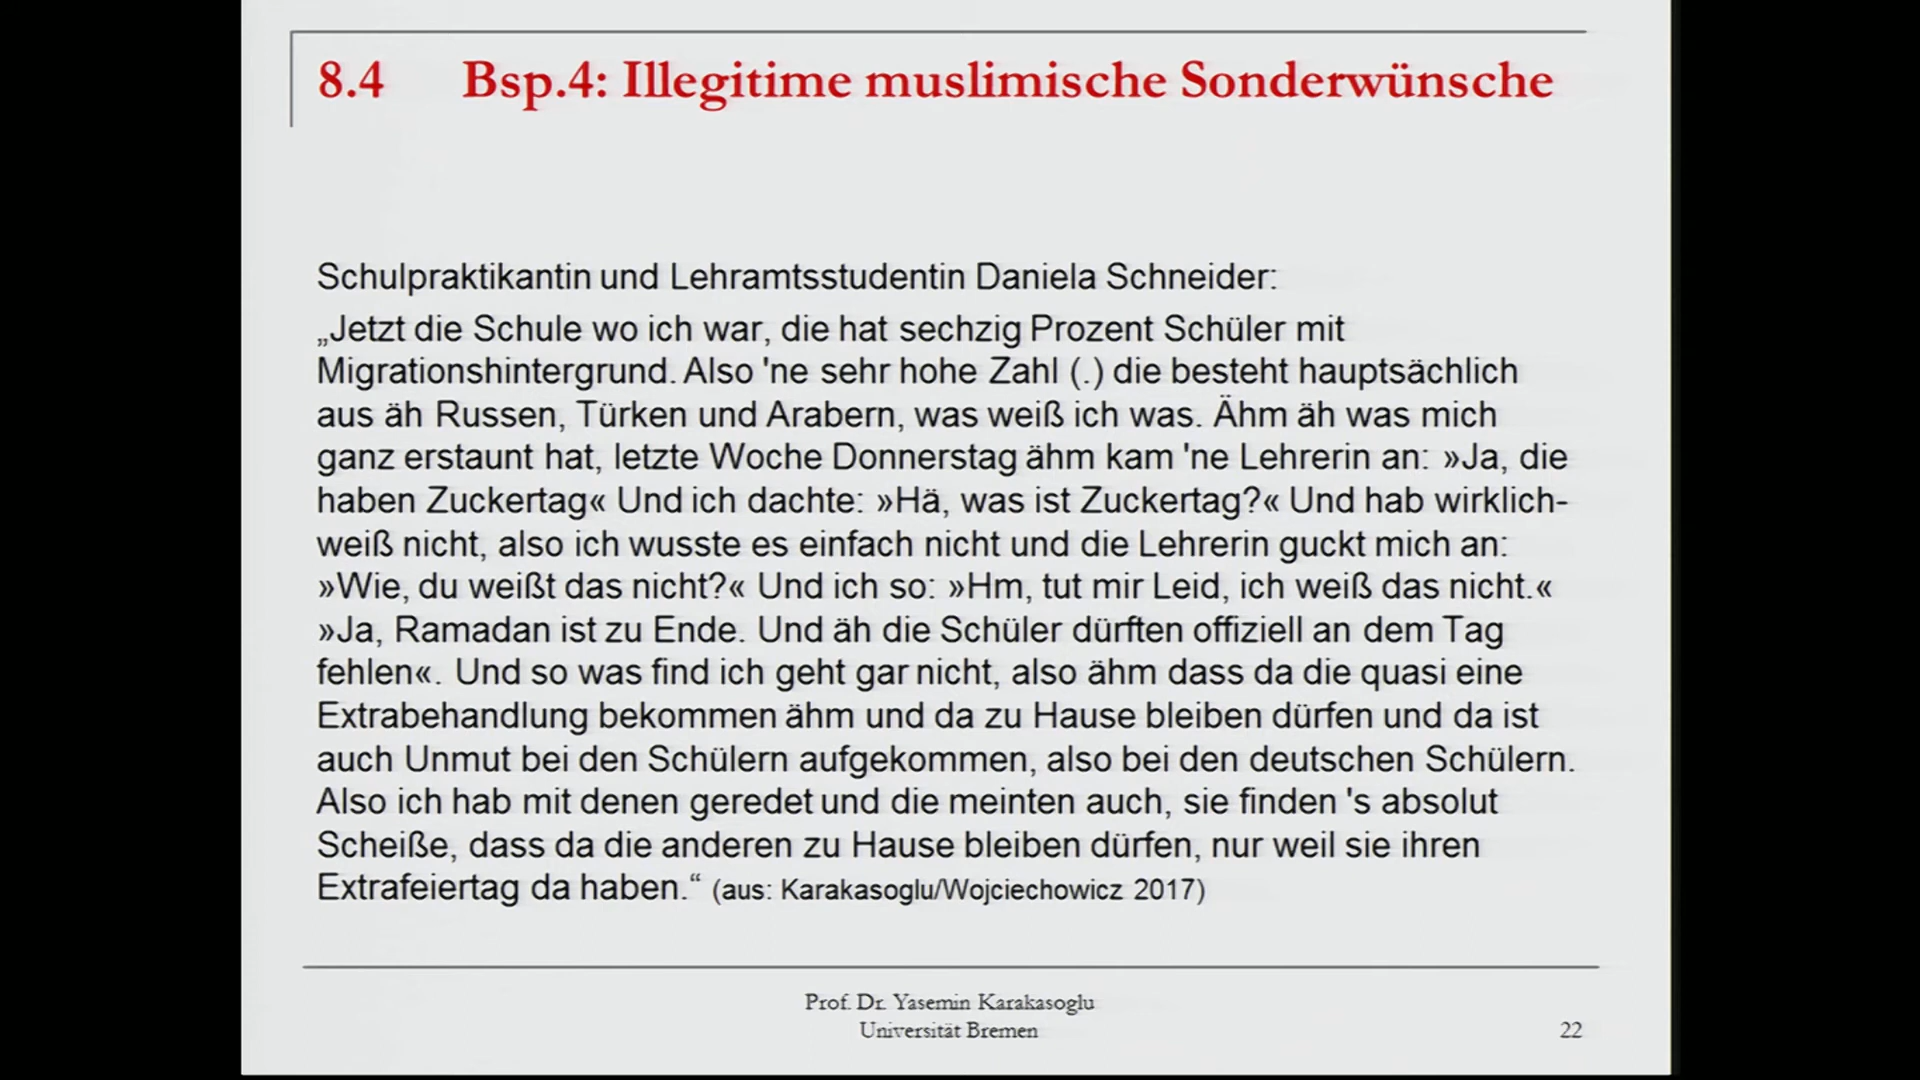 8.4 Bsp.4: Illegitime muslimische Sonderwünsche
Schulpraktikantin und Lehramtsstudentin Daniela Schneider:
„Jetzt die Schule wo ich war, die hat sechzig Prozent Schüler mit
Migrationshintergrund. Also 'ne sehr hohe Zahl (.) die besteht hauptsächlich
aus äh Russen, Türken und Arabern, was weiß ich was. Ähm äh was mich
ganz erstaunt hat, letzte Woche Donnerstag ähm kam 'ne Lehrerin an: »Ja, die
haben Zuckertag« Und ich dachte: »Hä, was ist Zuckertag?« Und hab wirklich-
weiß nicht, also ich wusste es einfach nicht und die Lehrerin guckt mich an:
»Wie, du weißt das nicht?« Und ich so: »Hm, tut mir Leid, ich weiß das nicht.«
»Ja, Ramadan ist zu Ende. Und äh die Schüler dürften offiziell an dem Tag
fehlen«. Und so was find ich geht gar nicht, also ähm dass da die quasi eine
Extrabehandlung bekommen ähm und da zu Hause bleiben dürfen und da ist
auch Unmut bei den Schülern aufgekommen, also bei den deutschen Schülern.
Also ich hab mit denen geredet und die meinten auch, sie finden 's absolut
Scheiße, dass da die anderen zu Hause bleiben dürfen, nur weil sie ihren
Extrafeiertag da haben.“ (aus: Karakasoglu/Wojciechowicz 2017)
Prof. Dr. Yasemin Karakasoglu
Universität Bremen
22